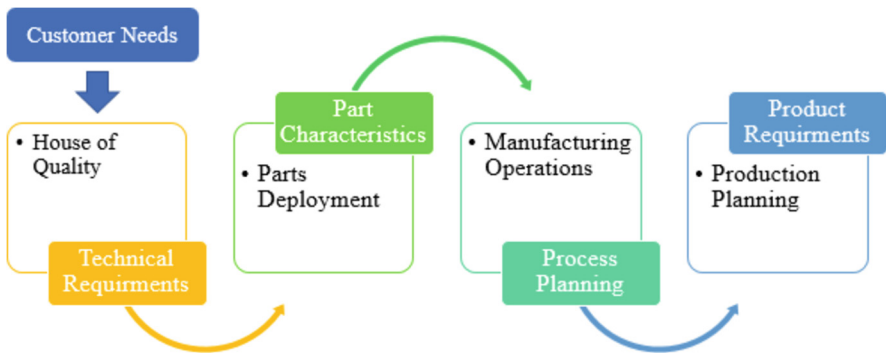 Customer Needs
• House of
Quality
Technical
Requirments
Part
Characteristics
• Parts
Deployment
• Manufacturing
Operations
Process
Planning
Product
Requirments
• Production
Planning